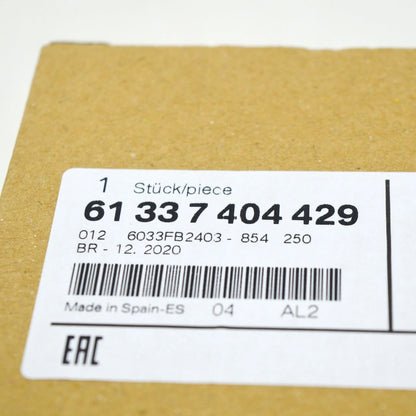 1 Stück/piece
61 33 7 404 429
012 6033FB2403 - 854 250
BR - 12. 2020
Made in Spain-ES 04 AL2
EAC